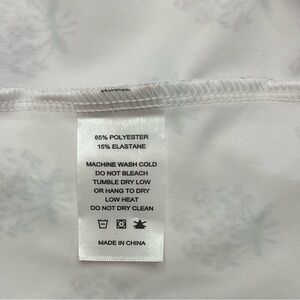 85% POLYESTER
15% ELASTANE
MACHINE WASH COLD
DO NOT BLEACH
TUMBLE DRY LOW
OR HANG TO DRY
LOW HEAT
DO NOT DRY CLEAN
MADE IN CHINA